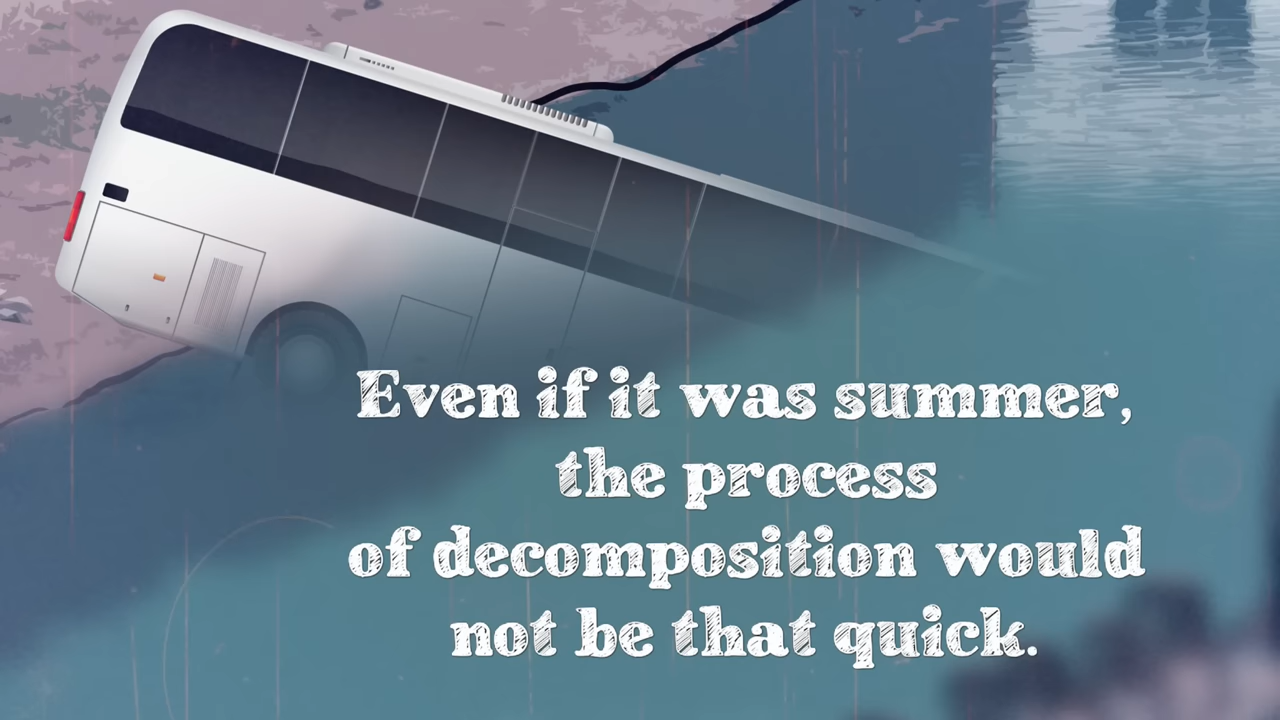 Even if it was summer,
the process
of decomposition would
not be that quick.